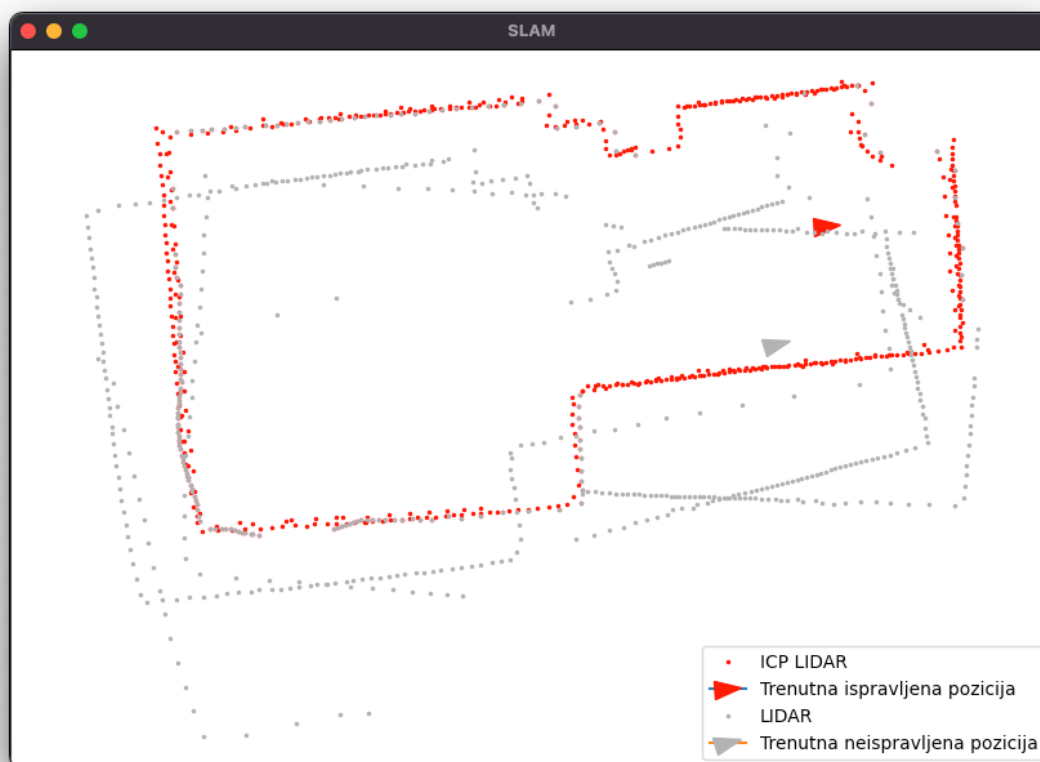 SLAM
ICP LIDAR
Trenutna ispravljena pozicija
LIDAR
Trenutna neispravljena pozicija